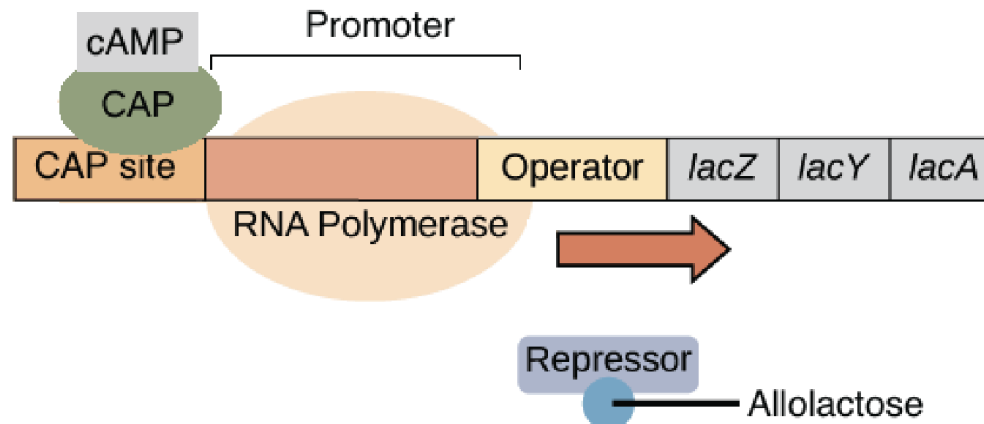 cAMP
Promoter
CAP
CAP site
Operator
lacZ
lacY
lacA
RNA Polymerase
Repressor
Allolactose